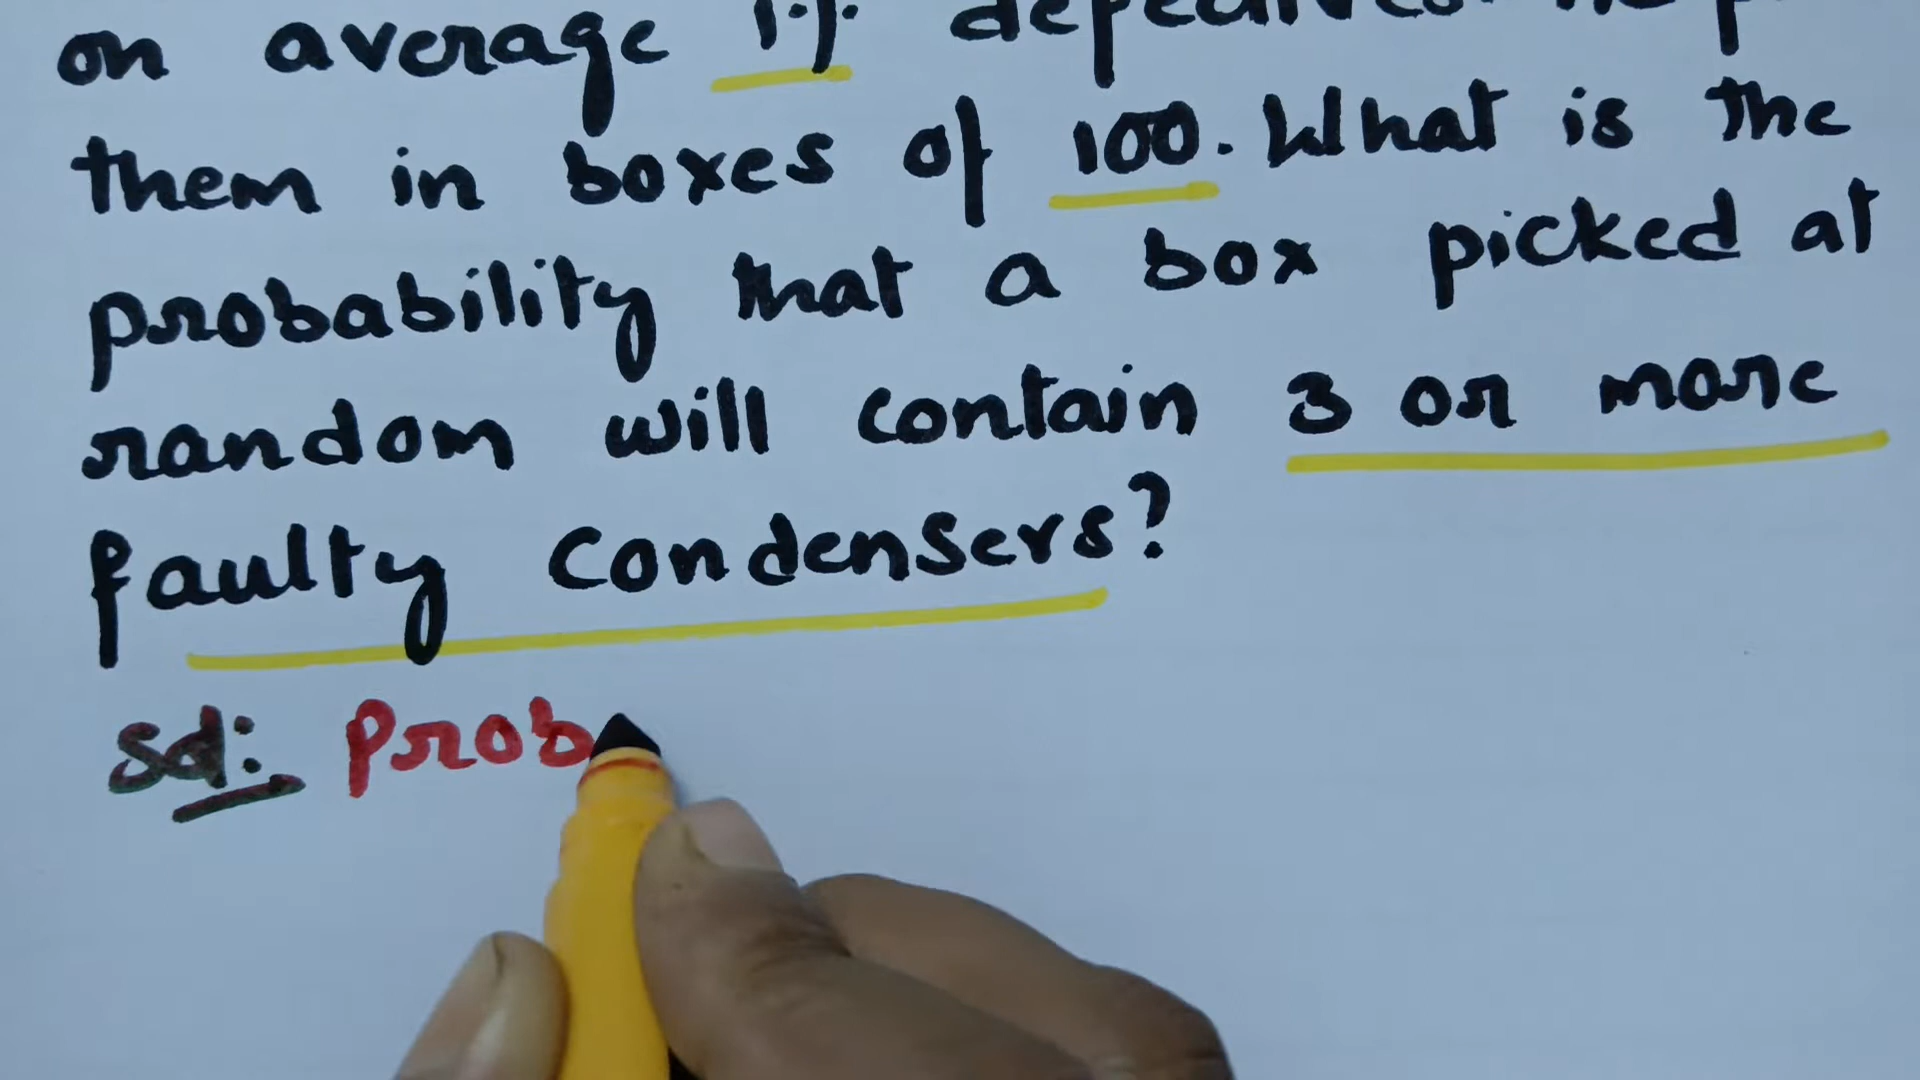 on average 1%
them in boxes of 100. What is the
probability that a box picked at
random will contain 3 or more
faulty condensers?
Sol: Prob